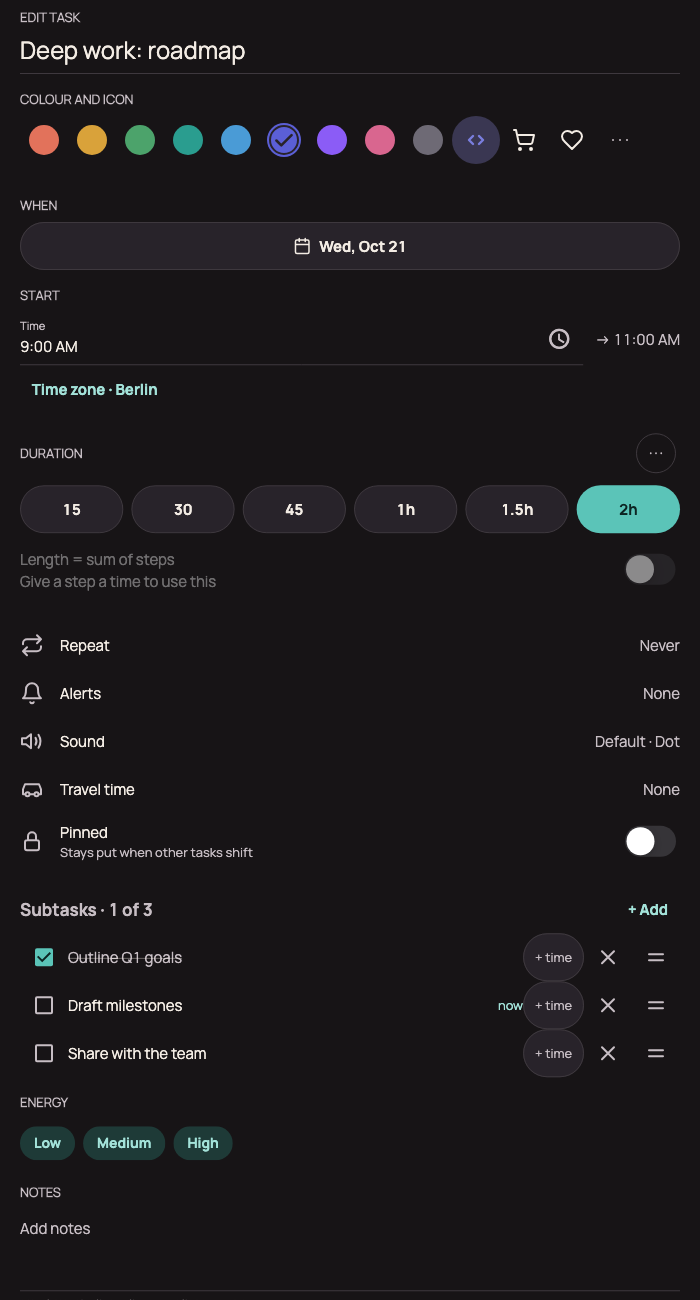 EDIT TASK
Deep work: roadmap
COLOUR AND ICON
WHEN
Wed, Oct 21
START
Time
9:00 AM
→ 11:00 AM
Time zone · Berlin
DURATION
15 30 45 1h 1.5h 2h
Length = sum of steps
Give a step a time to use this
Repeat Never
Alerts None
Sound Default · Dot
Travel time None
Pinned
Stays put when other tasks shift
Subtasks · 1 of 3 + Add
Outline Q1 goals + time
Draft milestones now + time
Share with the team + time
ENERGY
Low Medium High
NOTES
Add notes